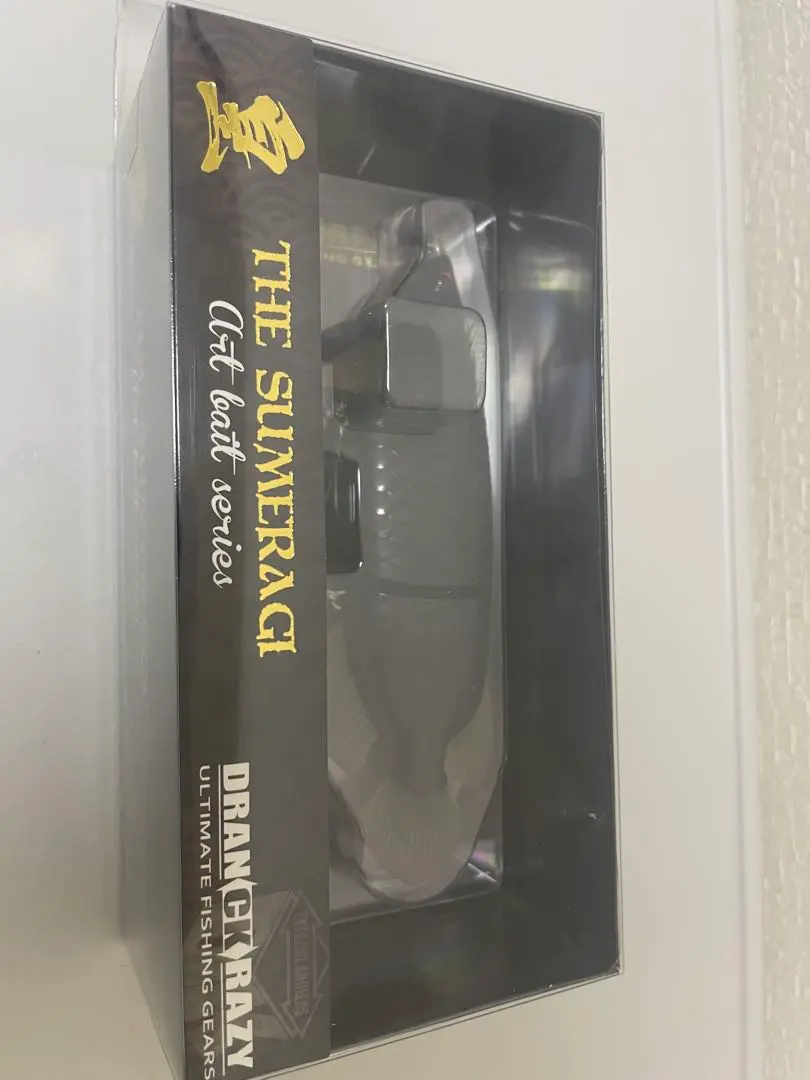 皇
THE SUMERAGI
Art bait series
DRANCKRAZY
ULTIMATE FISHING GEARS